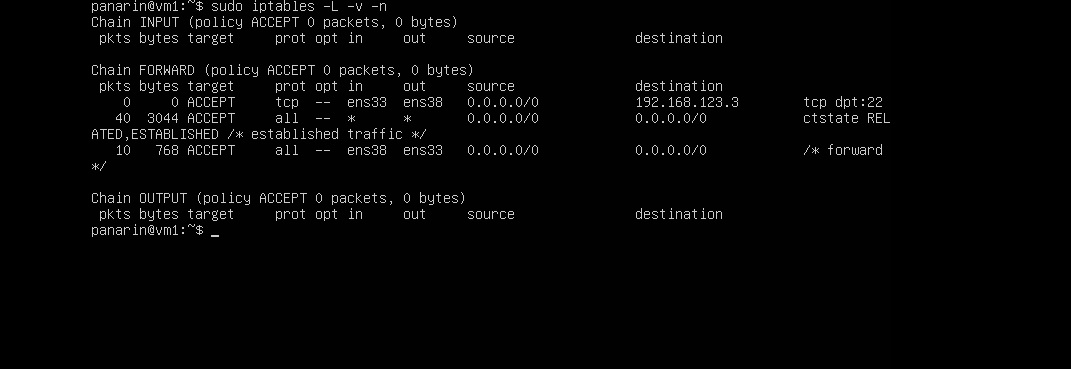 panarin@vm1:~$ sudo iptables -L -v -n
Chain INPUT (policy ACCEPT 0 packets, 0 bytes)
 pkts bytes target     prot opt in     out     source               destination

Chain FORWARD (policy ACCEPT 0 packets, 0 bytes)
 pkts bytes target     prot opt in     out     source               destination
    0     0 ACCEPT     tcp  --  ens33  ens38   0.0.0.0/0            192.168.123.3        tcp dpt:22
   40  3044 ACCEPT     all  --  *      *       0.0.0.0/0            0.0.0.0/0            ctstate REL
ATED,ESTABLISHED /* established traffic */
   10   768 ACCEPT     all  --  ens38  ens33   0.0.0.0/0            0.0.0.0/0            /* forward
*/

Chain OUTPUT (policy ACCEPT 0 packets, 0 bytes)
 pkts bytes target     prot opt in     out     source               destination
panarin@vm1:~$ _